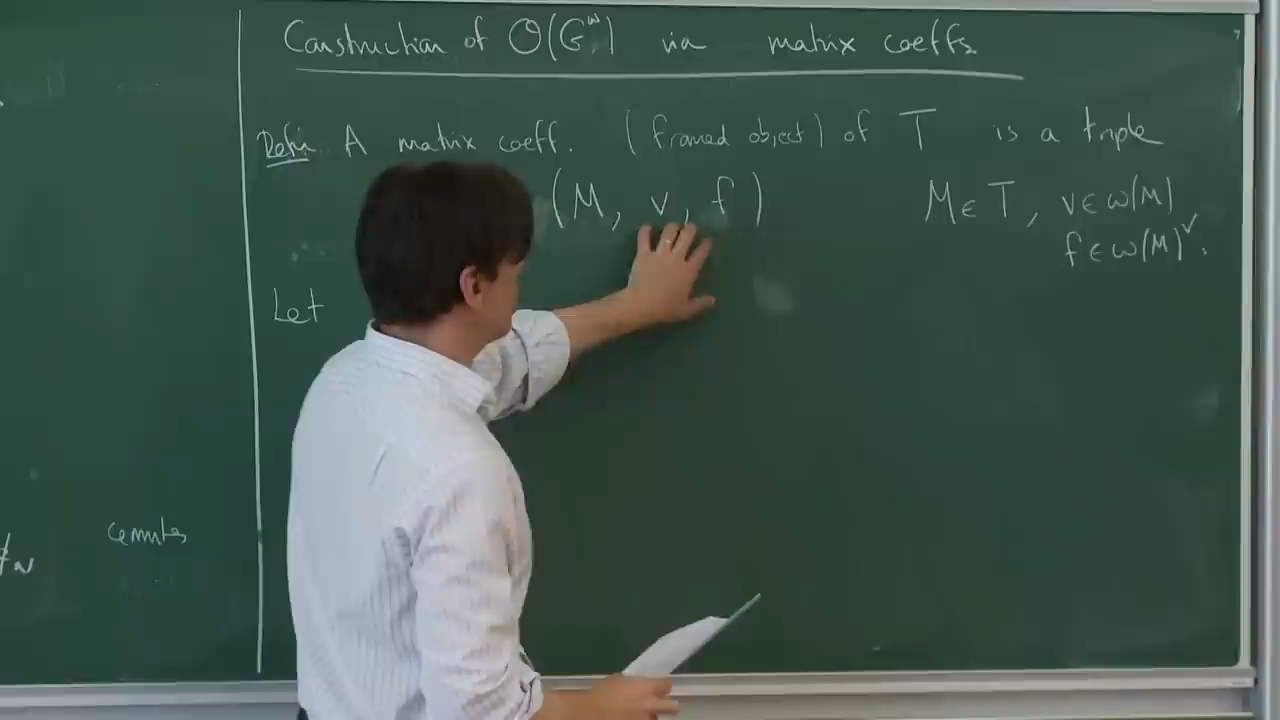 Construction of O(G^ω) via matrix coeffs.
Defn. A matrix coeff. (framed object) of T is a triple
(M, v, f) M ∈ T, v ∈ ω(M)
f ∈ ω(M)^∨.
Let
commutes